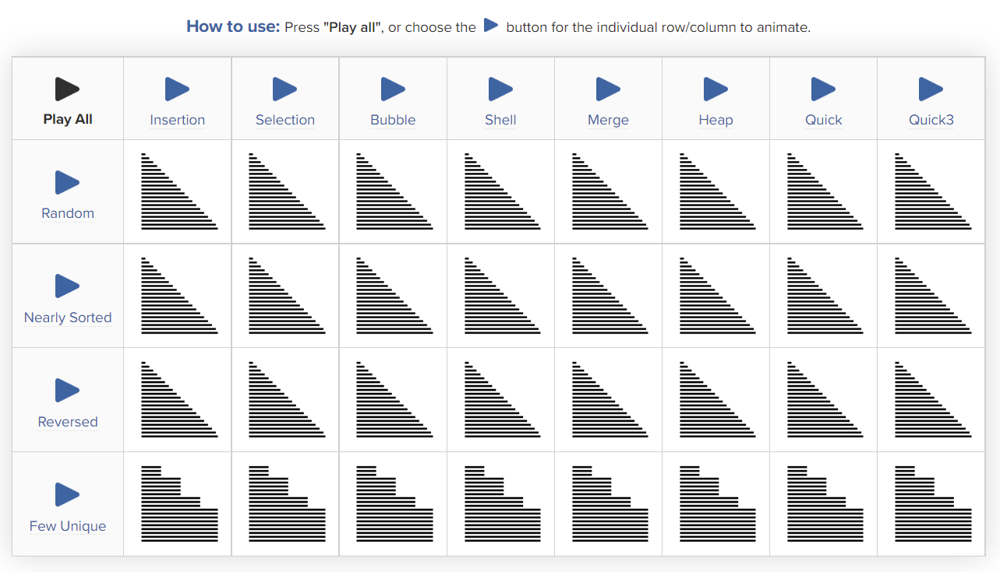 How to use: Press "Play all", or choose the button for the individual row/column to animate.
Play All
Insertion
Selection
Bubble
Shell
Merge
Heap
Quick
Quick3
Random
Nearly Sorted
Reversed
Few Unique